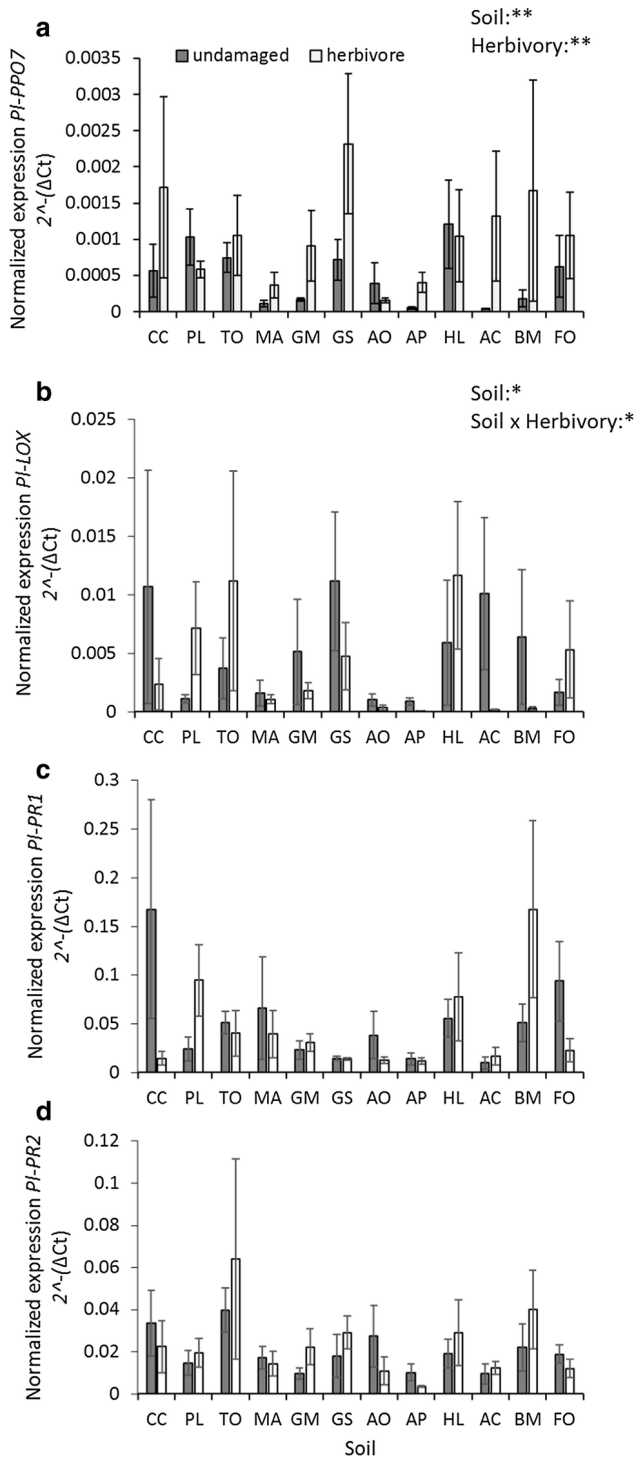 a
Soil:**
Herbivory:**
undamaged herbivore
Normalized expression Pl-PPO7
2^-(ΔCt)
0.0035
0.003
0.0025
0.002
0.0015
0.001
0.0005
0
CC PL TO MA GM GS AO AP HL AC BM FO
b
Soil:*
Soil x Herbivory:*
Normalized expression Pl-LOX
2^-(ΔCt)
0.025
0.02
0.015
0.01
0.005
0
CC PL TO MA GM GS AO AP HL AC BM FO
c
Normalized expression Pl-PR1
2^-(ΔCt)
0.3
0.25
0.2
0.15
0.1
0.05
0
CC PL TO MA GM GS AO AP HL AC BM FO
d
Normalized expression Pl-PR2
2^-(ΔCt)
0.12
0.1
0.08
0.06
0.04
0.02
0
CC PL TO MA GM GS AO AP HL AC BM FO
Soil